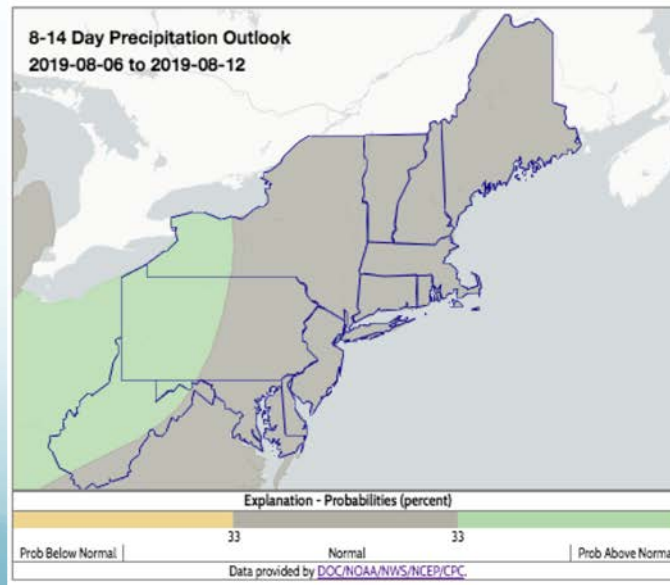 8-14 Day Precipitation Outlook
2019-08-06 to 2019-08-12
Explanation - Probabilities (percent)
33 33
Prob Below Normal Normal Prob Above Normal
Data provided by DOC/NOAA/NWS/NCEP/CPC.